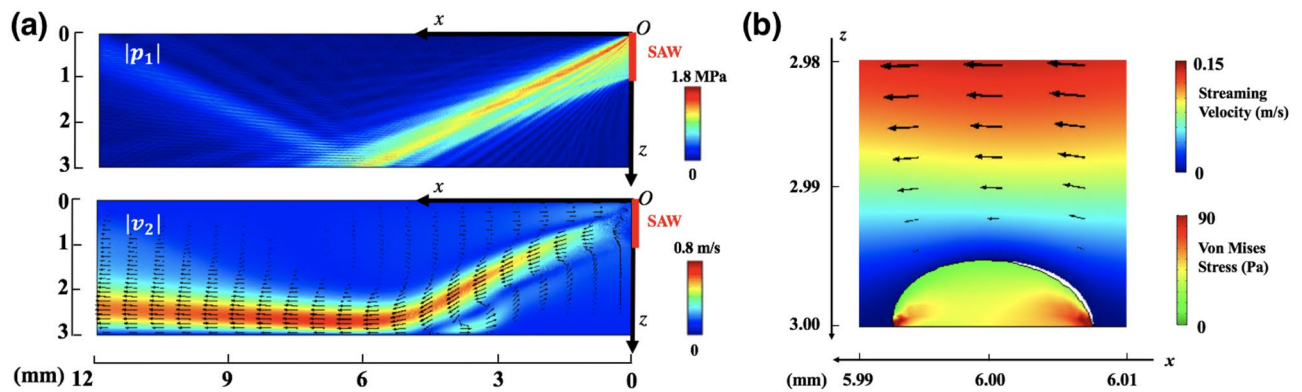 (a)
x
O
0
1
2
3
|p₁|
SAW
z
1.8 MPa
0
x
O
0
1
2
3
|v₂|
SAW
z
0.8 m/s
0
(mm) 12 9 6 3 0
(b)
z
2.98
2.99
3.00
0.15
Streaming
Velocity (m/s)
0
90
Von Mises
Stress (Pa)
0
x
(mm) 5.99 6.00 6.01